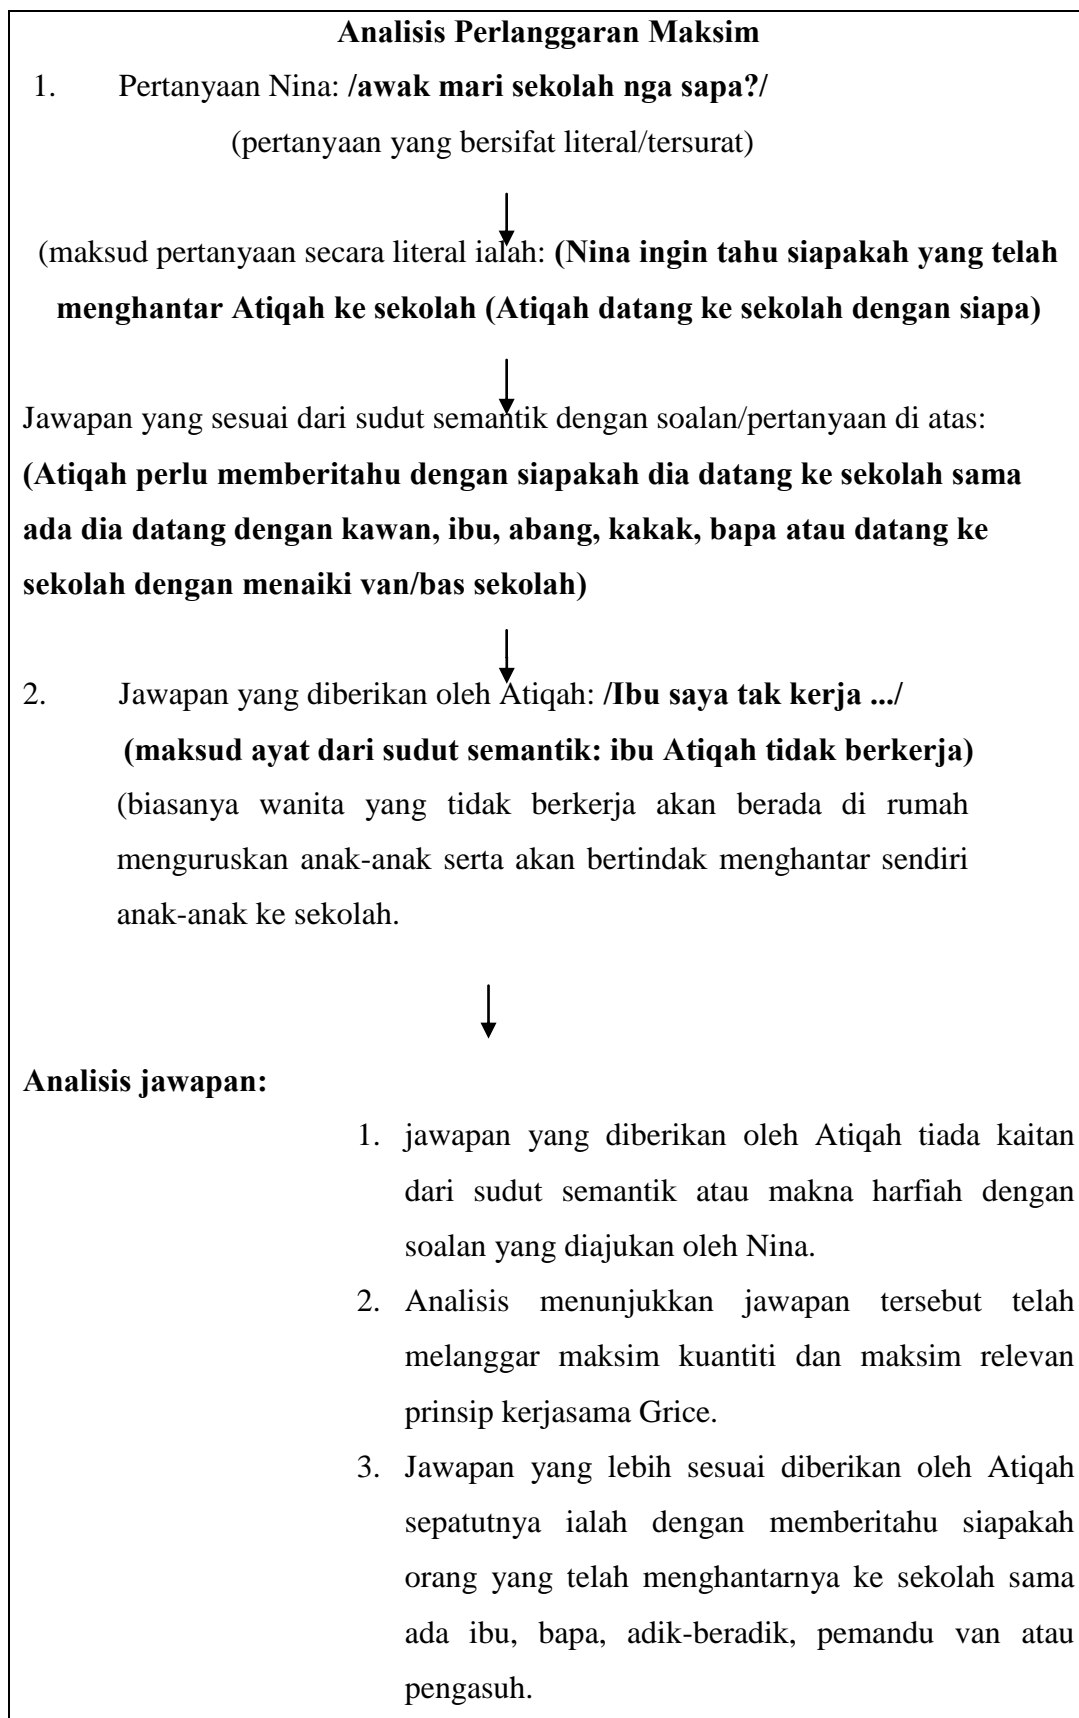 Analisis Perlanggaran Maksim
1. Pertanyaan Nina: /awak mari sekolah nga sapa?/
(pertanyaan yang bersifat literal/tersurat)
(maksud pertanyaan secara literal ialah: (Nina ingin tahu siapakah yang telah
menghantar Atiqah ke sekolah (Atiqah datang ke sekolah dengan siapa)
Jawapan yang sesuai dari sudut semantik dengan soalan/pertanyaan di atas:
(Atiqah perlu memberitahu dengan siapakah dia datang ke sekolah sama
ada dia datang dengan kawan, ibu, abang, kakak, bapa atau datang ke
sekolah dengan menaiki van/bas sekolah)
2. Jawapan yang diberikan oleh Atiqah: /Ibu saya tak kerja .../
(maksud ayat dari sudut semantik: ibu Atiqah tidak berkerja)
(biasanya wanita yang tidak berkerja akan berada di rumah
menguruskan anak-anak serta akan bertindak menghantar sendiri
anak-anak ke sekolah.
Analisis jawapan:
1. jawapan yang diberikan oleh Atiqah tiada kaitan
dari sudut semantik atau makna harfiah dengan
soalan yang diajukan oleh Nina.
2. Analisis menunjukkan jawapan tersebut telah
melanggar maksim kuantiti dan maksim relevan
prinsip kerjasama Grice.
3. Jawapan yang lebih sesuai diberikan oleh Atiqah
sepatutnya ialah dengan memberitahu siapakah
orang yang telah menghantarnya ke sekolah sama
ada ibu, bapa, adik-beradik, pemandu van atau
pengasuh.